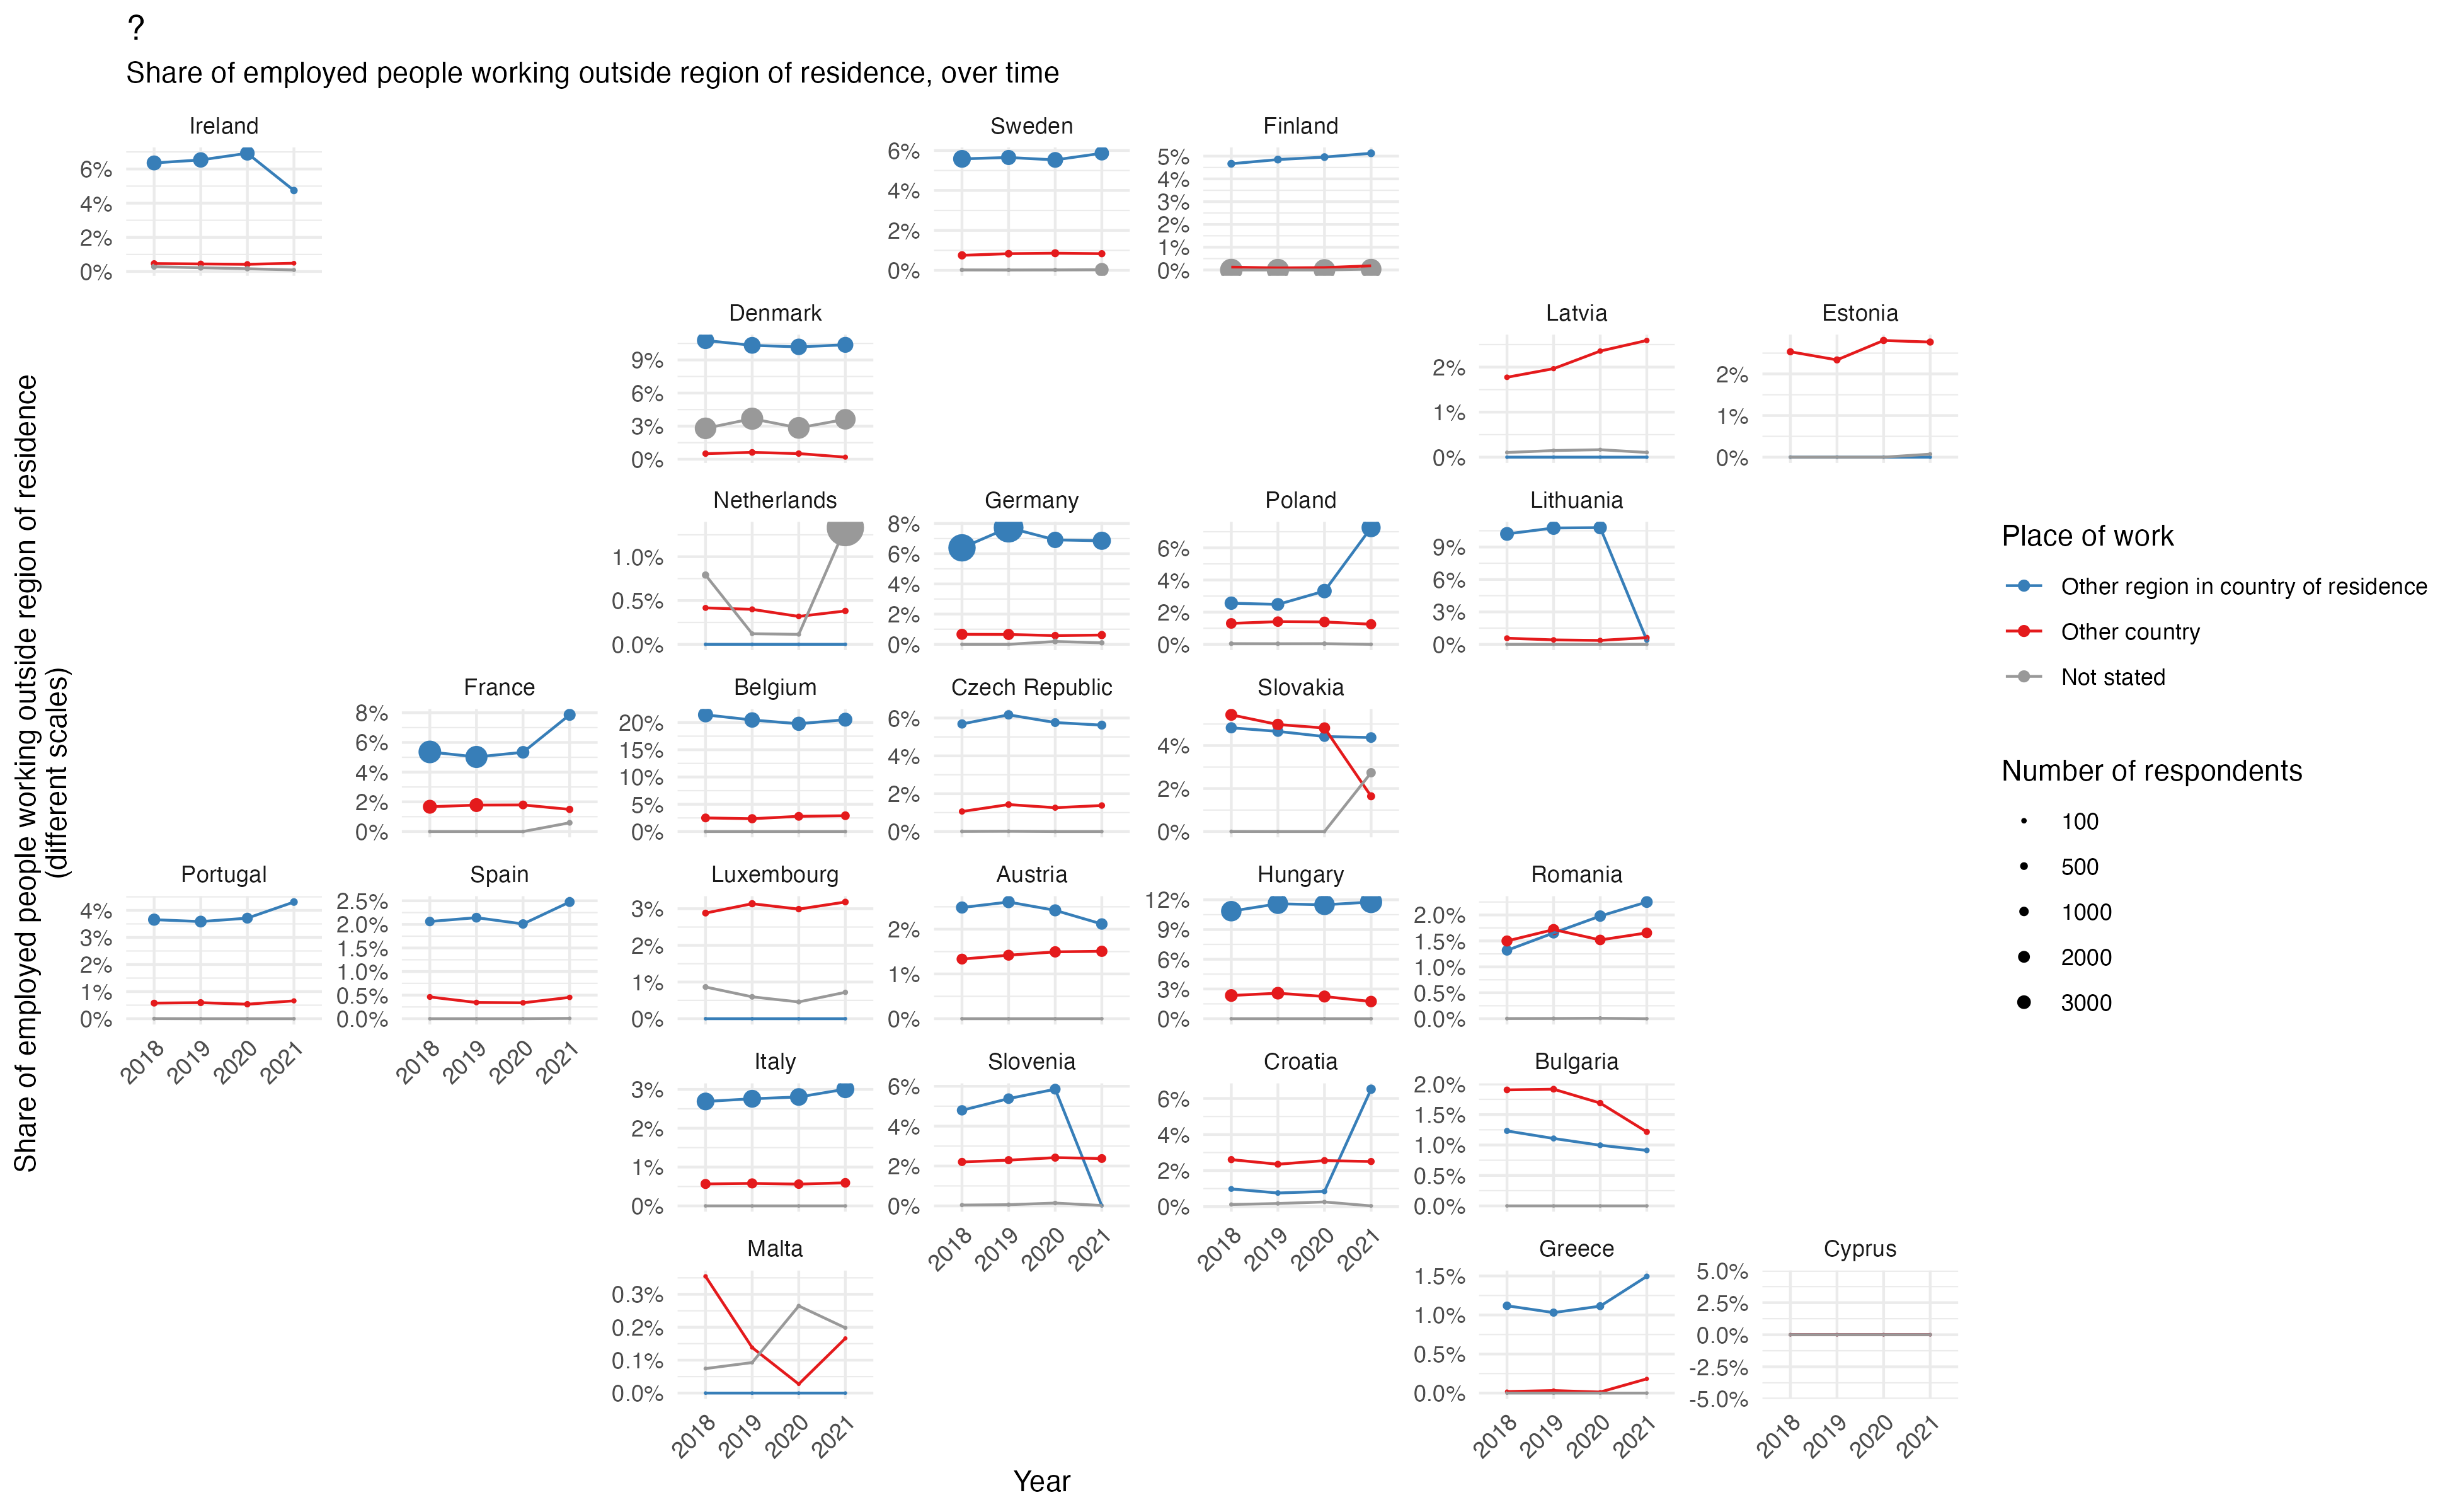 ?
Share of employed people working outside region of residence, over time
Share of employed people working outside region of residence
(different scales)
Ireland
6%
4%
2%
0%
Sweden
6%
4%
2%
0%
Finland
5%
4%
3%
2%
1%
0%
Denmark
9%
6%
3%
0%
Latvia
2%
1%
0%
Estonia
2%
1%
0%
Netherlands
1.0%
0.5%
0.0%
Germany
8%
6%
4%
2%
0%
Poland
6%
4%
2%
0%
Lithuania
9%
6%
3%
0%
France
8%
6%
4%
2%
0%
Belgium
20%
15%
10%
5%
0%
Czech Republic
6%
4%
2%
0%
Slovakia
4%
2%
0%
Portugal
4%
3%
2%
1%
0%
2018 2019 2020 2021
Spain
2.5%
2.0%
1.5%
1.0%
0.5%
0.0%
2018 2019 2020 2021
Luxembourg
3%
2%
1%
0%
Austria
2%
1%
0%
Hungary
12%
9%
6%
3%
0%
Romania
2.0%
1.5%
1.0%
0.5%
0.0%
Italy
3%
2%
1%
0%
Slovenia
6%
4%
2%
0%
2018 2019 2020 2021
Croatia
6%
4%
2%
0%
2018 2019 2020 2021
Bulgaria
2.0%
1.5%
1.0%
0.5%
0.0%
Malta
0.3%
0.2%
0.1%
0.0%
2018 2019 2020 2021
Greece
1.5%
1.0%
0.5%
0.0%
2018 2019 2020 2021
Cyprus
5.0%
2.5%
0.0%
-2.5%
-5.0%
2018 2019 2020 2021
Year
Place of work
Other region in country of residence
Other country
Not stated
Number of respondents
100
500
1000
2000
3000